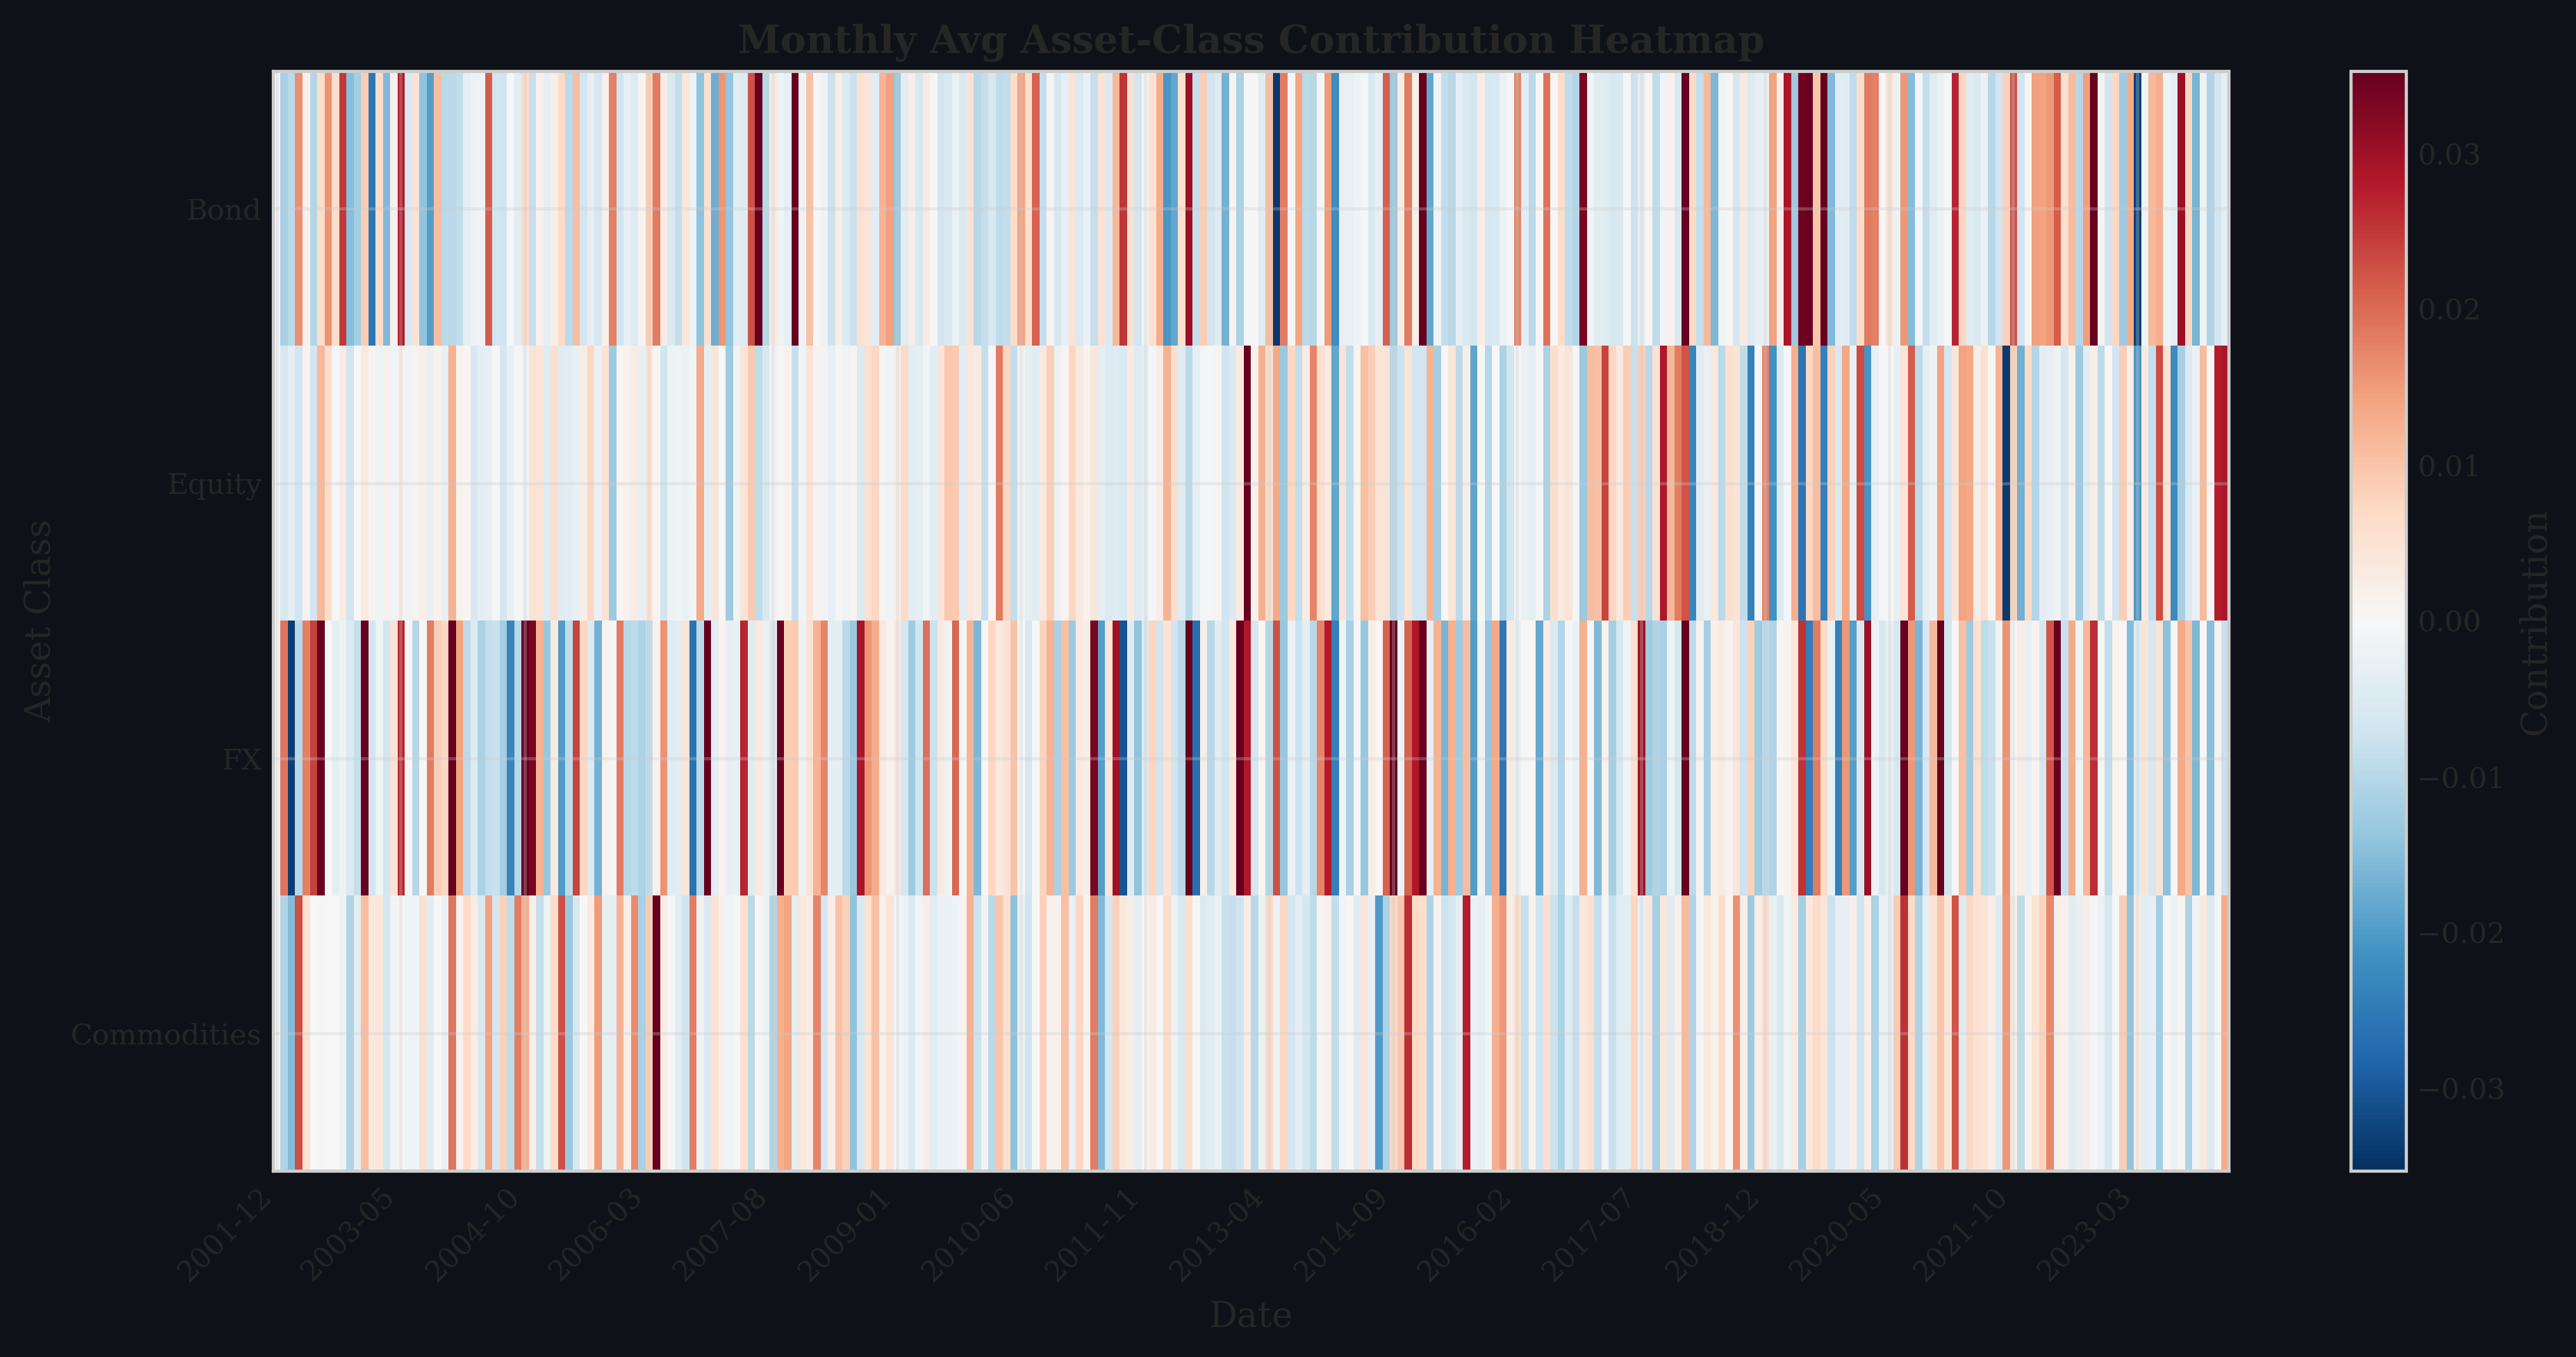 Monthly Avg Asset-Class Contribution Heatmap
Asset Class
Bond
Equity
FX
Commodities
2001-12
2003-05
2004-10
2006-03
2007-08
2009-01
2010-06
2011-11
2013-04
2014-09
2016-02
2017-07
2018-12
2020-05
2021-10
2023-03
Date
0.03
0.02
0.01
0.00
−0.01
−0.02
−0.03
Contribution